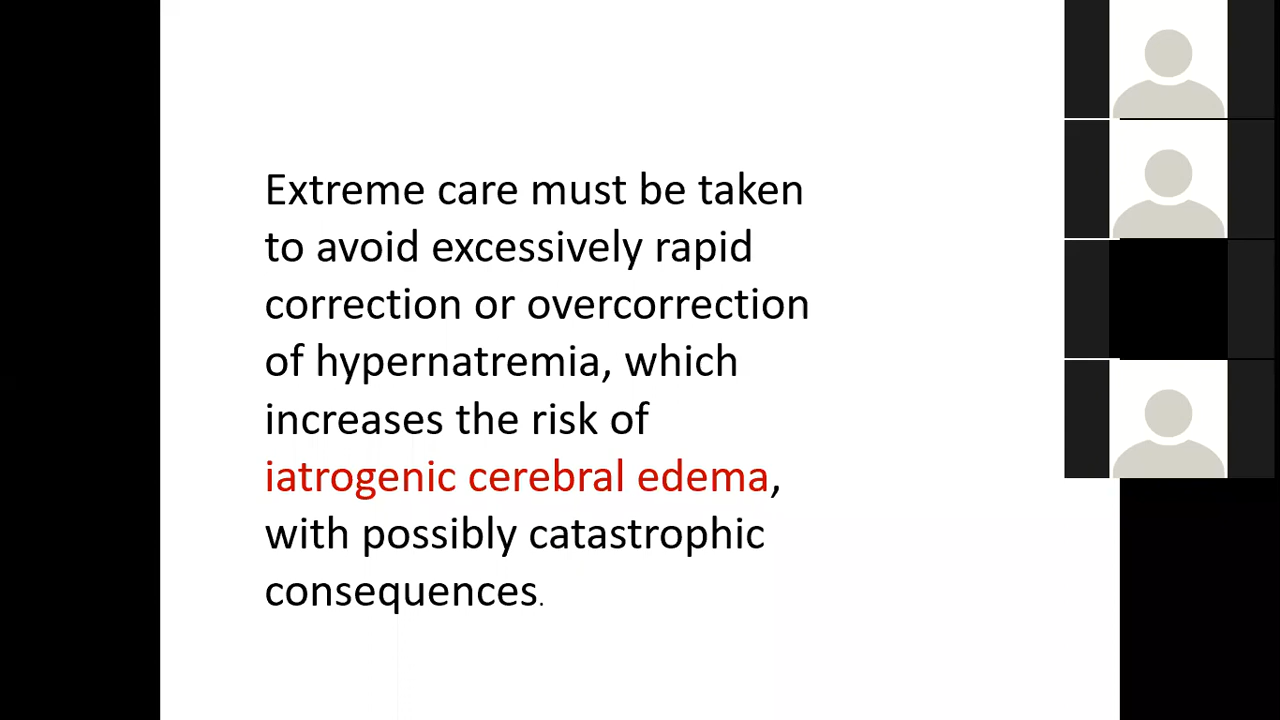 Extreme care must be taken
to avoid excessively rapid
correction or overcorrection
of hypernatremia, which
increases the risk of
iatrogenic cerebral edema,
with possibly catastrophic
consequences.